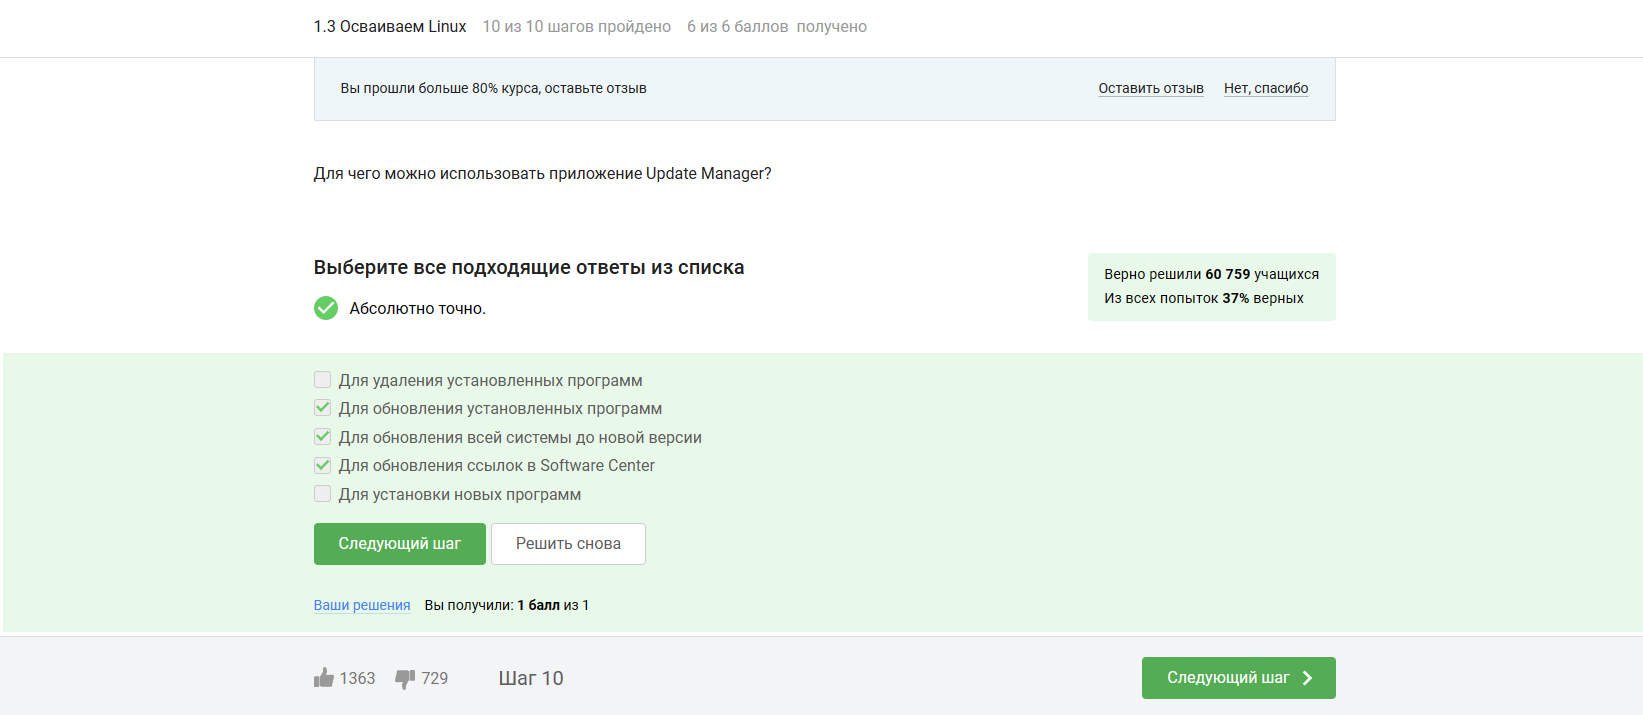 1.3 Осваиваем Linux 10 из 10 шагов пройдено 6 из 6 баллов получено
Вы прошли больше 80% курса, оставьте отзыв Оставить отзыв Нет, спасибо
Для чего можно использовать приложение Update Manager?
Выберите все подходящие ответы из списка
Верно решили 60 759 учащихся
Из всех попыток 37% верных
Абсолютно точно.
Для удаления установленных программ
Для обновления установленных программ
Для обновления всей системы до новой версии
Для обновления ссылок в Software Center
Для установки новых программ
Следующий шаг Решить снова
Ваши решения Вы получили: 1 балл из 1
1363 729 Шаг 10 Следующий шаг